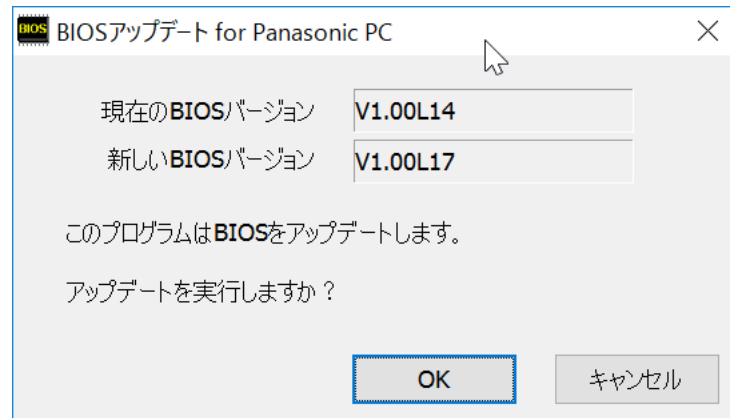 BIOS BIOSアップデート for Panasonic PC
現在のBIOSバージョン V1.00L14
新しいBIOSバージョン V1.00L17
このプログラムはBIOSをアップデートします。
アップデートを実行しますか？
OK キャンセル